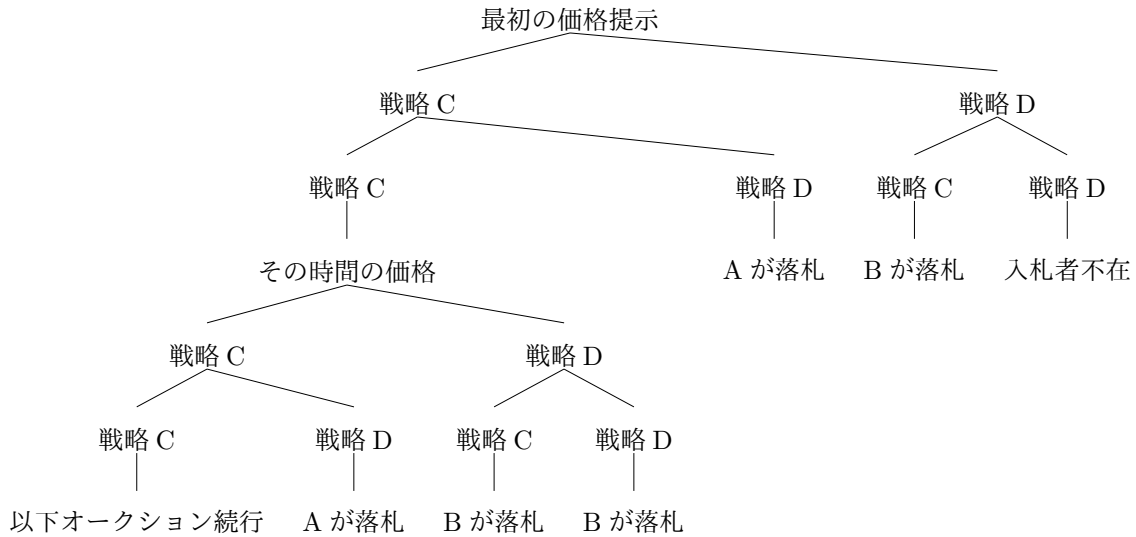 最初の価格提示
戦略 C 戦略 D
戦略 C 戦略 D 戦略 C 戦略 D
その時間の価格 A が落札 B が落札 入札者不在
戦略 C 戦略 D
戦略 C 戦略 D 戦略 C 戦略 D
以下オークション続行 A が落札 B が落札 B が落札